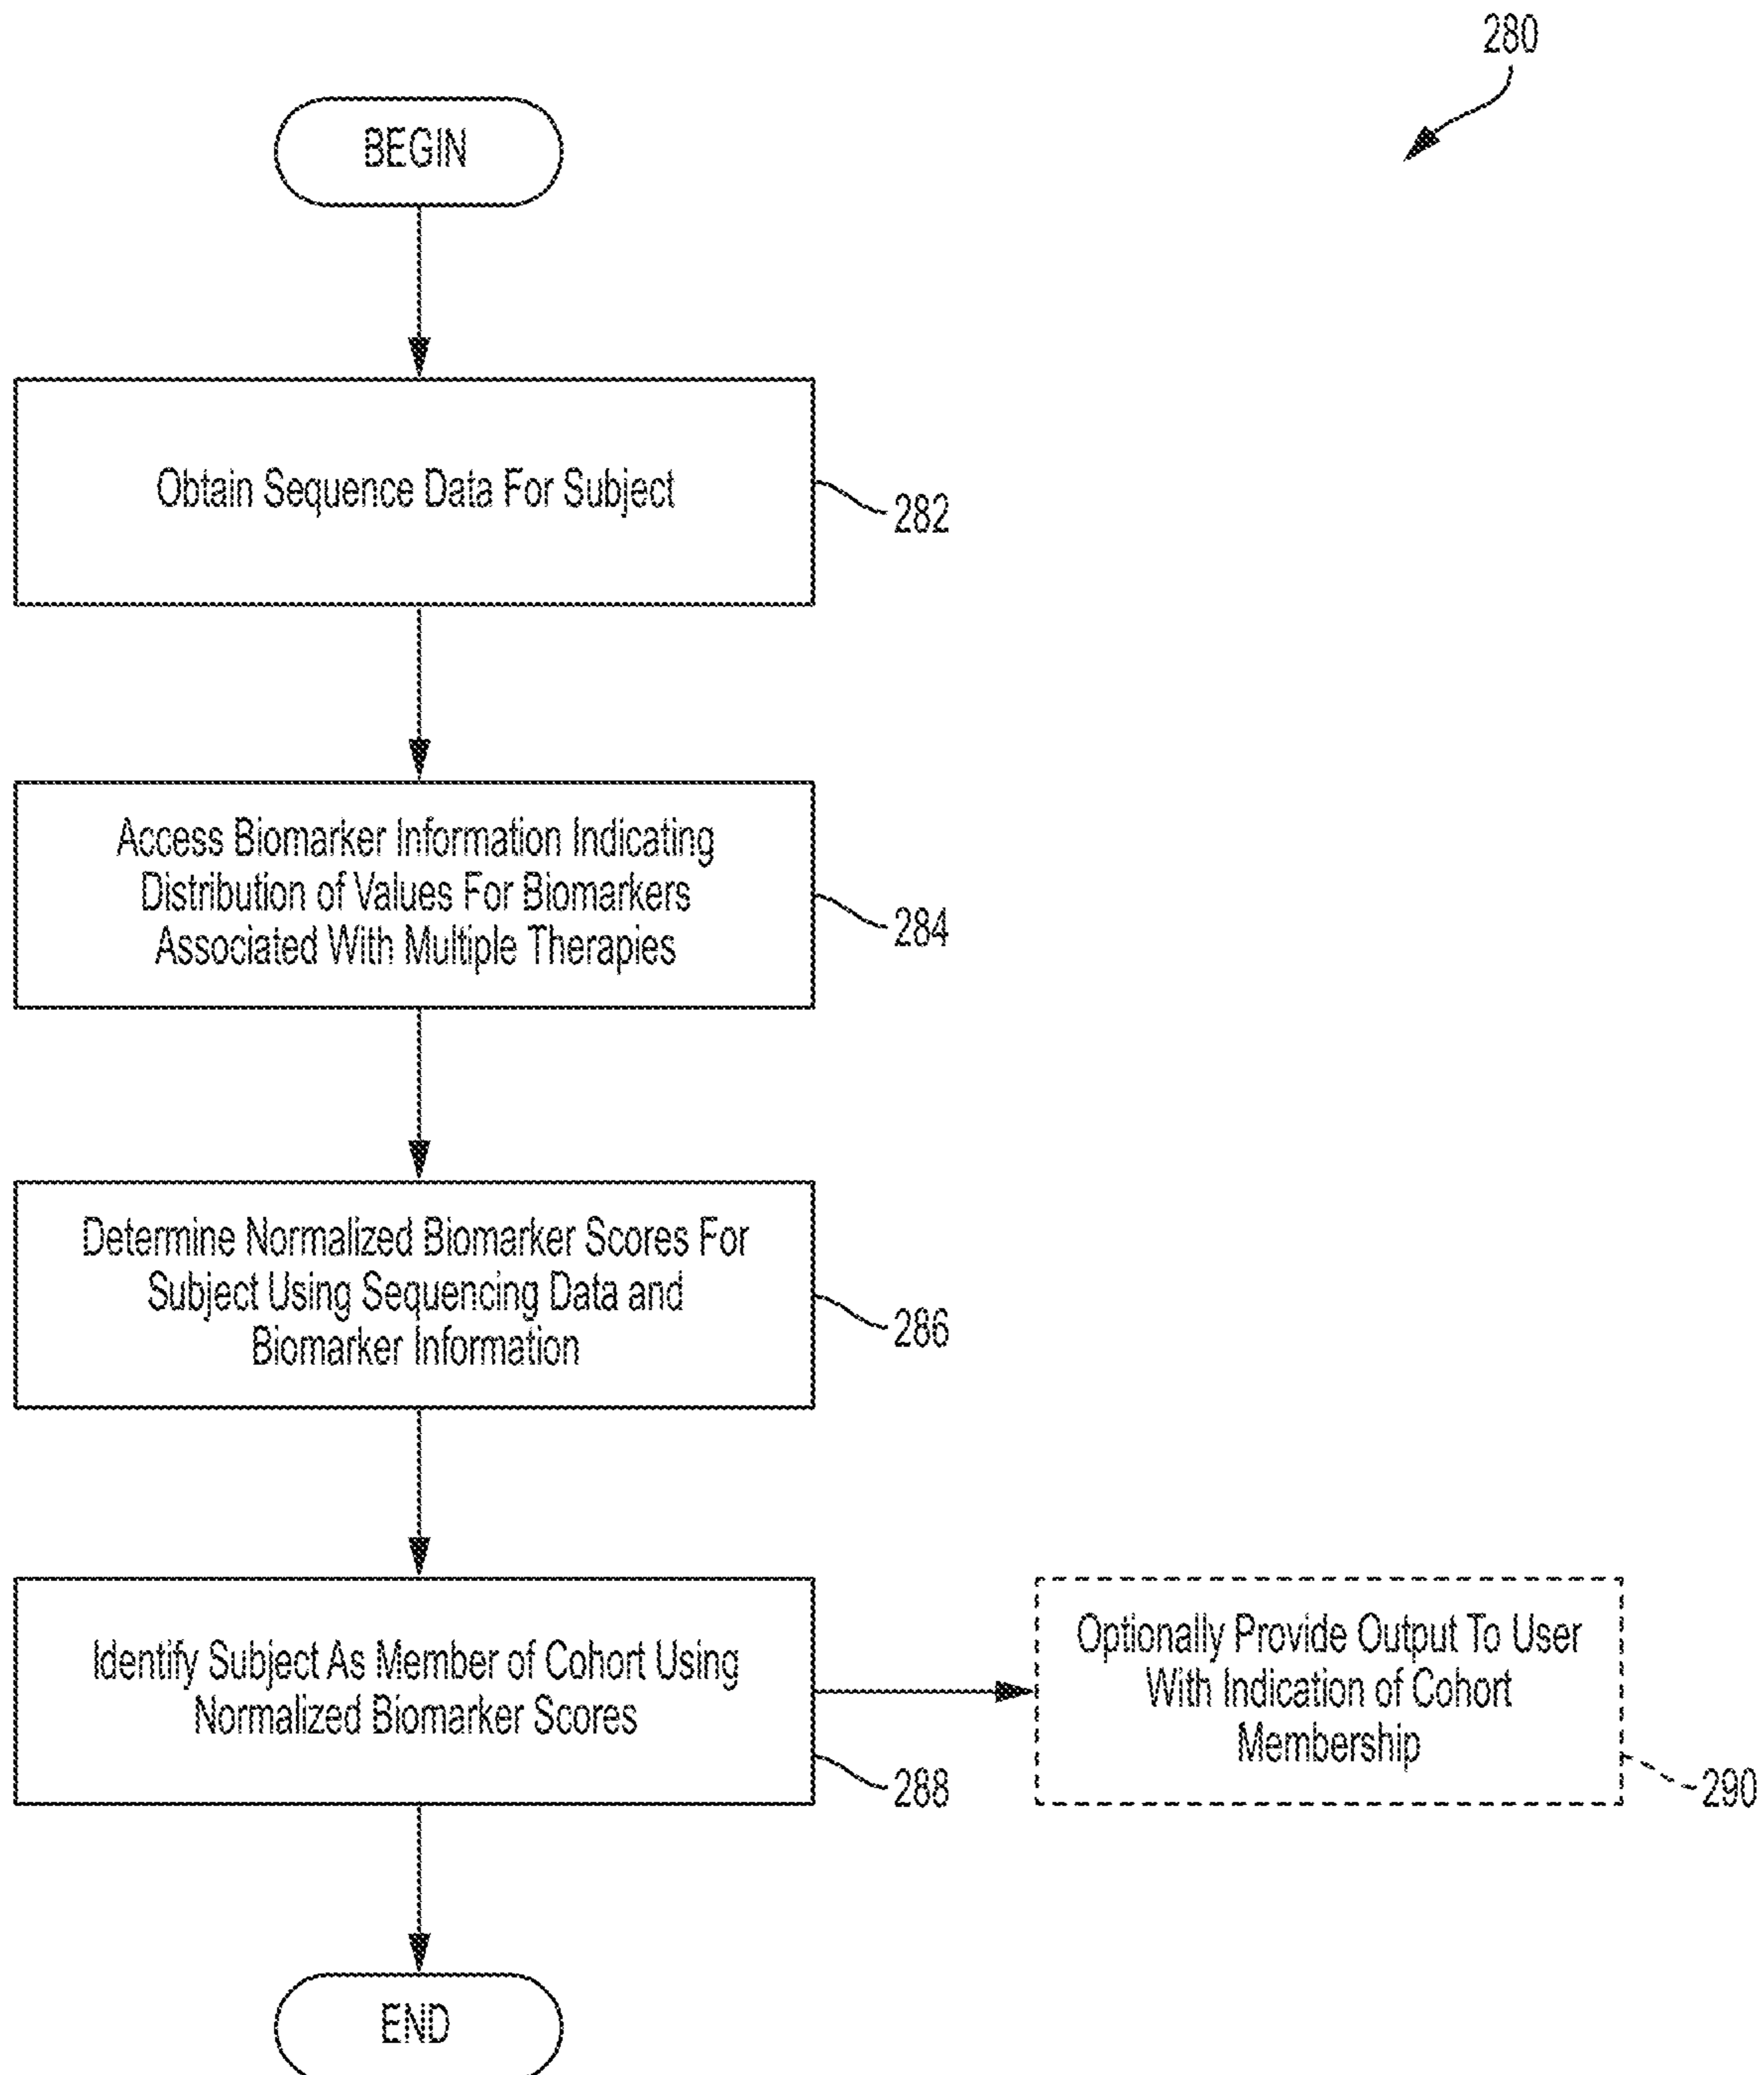 280
BEGIN
Obtain Sequence Data For Subject
282
Access Biomarker Information Indicating
Distribution of Values For Biomarkers
Associated With Multiple Therapies
284
Determine Normalized Biomarker Scores For
Subject Using Sequencing Data and
Biomarker Information
286
Identify Subject As Member of Cohort Using
Normalized Biomarker Scores
288
Optionally Provide Output To User
With Indication of Cohort
Membership
290
END